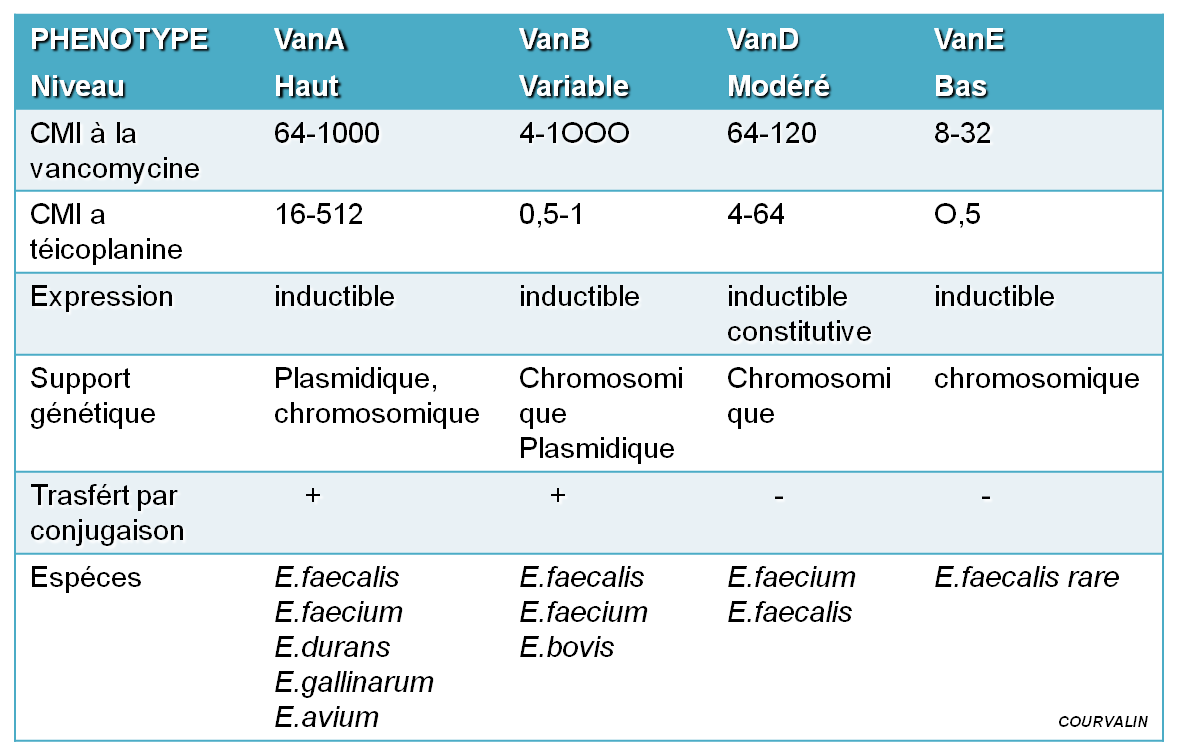 PHENOTYPE VanA VanB VanD VanE
Niveau Haut Variable Modéré Bas
CMI à la 64-1000 4-1OOO 64-120 8-32
vancomycine
CMI a 16-512 0,5-1 4-64 O,5
téicoplanine
Expression inductible inductible inductible inductible
constitutive
Support Plasmidique, Chromosomi Chromosomi chromosomique
génétique chromosomique que que
Plasmidique
Trasfért par + + - -
conjugaison
Espéces E.faecalis E.faecalis E.faecium E.faecalis rare
E.faecium E.faecium E.faecalis
E.durans E.bovis
E.gallinarum
E.avium
COURVALIN